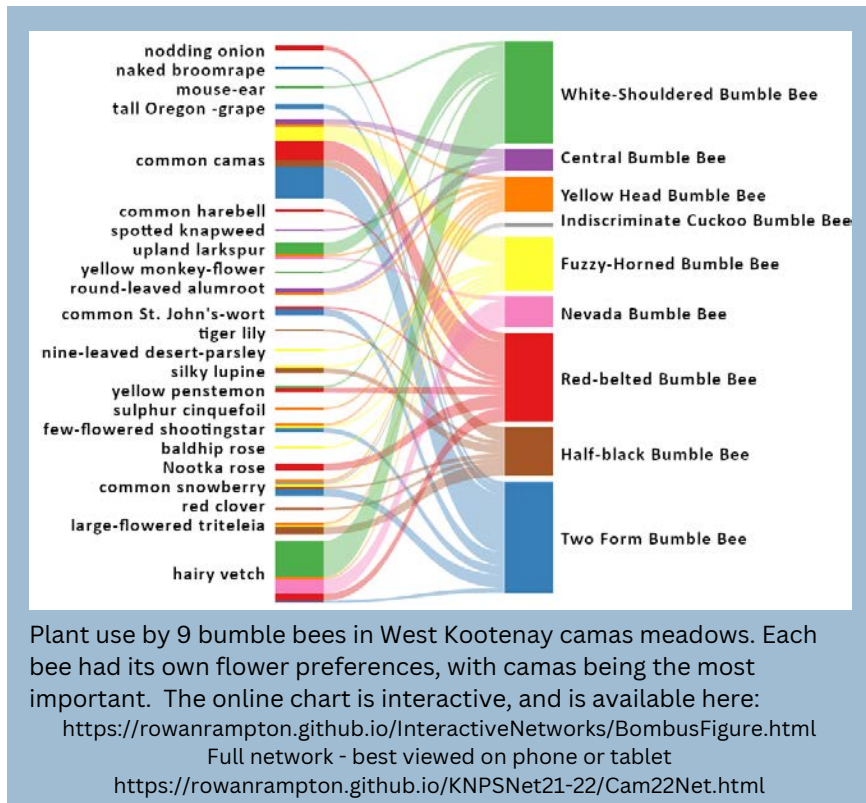 nodding onion
naked broomrape
mouse-ear
tall Oregon -grape
common camas
common harebell
spotted knapweed
upland larkspur
yellow monkey-flower
round-leaved alumroot
common St. John's-wort
tiger lily
nine-leaved desert-parsley
silky lupine
yellow penstemon
sulphur cinquefoil
few-flowered shootingstar
baldhip rose
Nootka rose
common snowberry
red clover
large-flowered triteleia
hairy vetch
White-Shouldered Bumble Bee
Central Bumble Bee
Yellow Head Bumble Bee
Indiscriminate Cuckoo Bumble Bee
Fuzzy-Horned Bumble Bee
Nevada Bumble Bee
Red-belted Bumble Bee
Half-black Bumble Bee
Two Form Bumble Bee
Plant use by 9 bumble bees in West Kootenay camas meadows. Each
bee had its own flower preferences, with camas being the most
important. The online chart is interactive, and is available here:
https://rowanrampton.github.io/InteractiveNetworks/BombusFigure.html
Full network - best viewed on phone or tablet
https://rowanrampton.github.io/KNPSNet21-22/Cam22Net.html